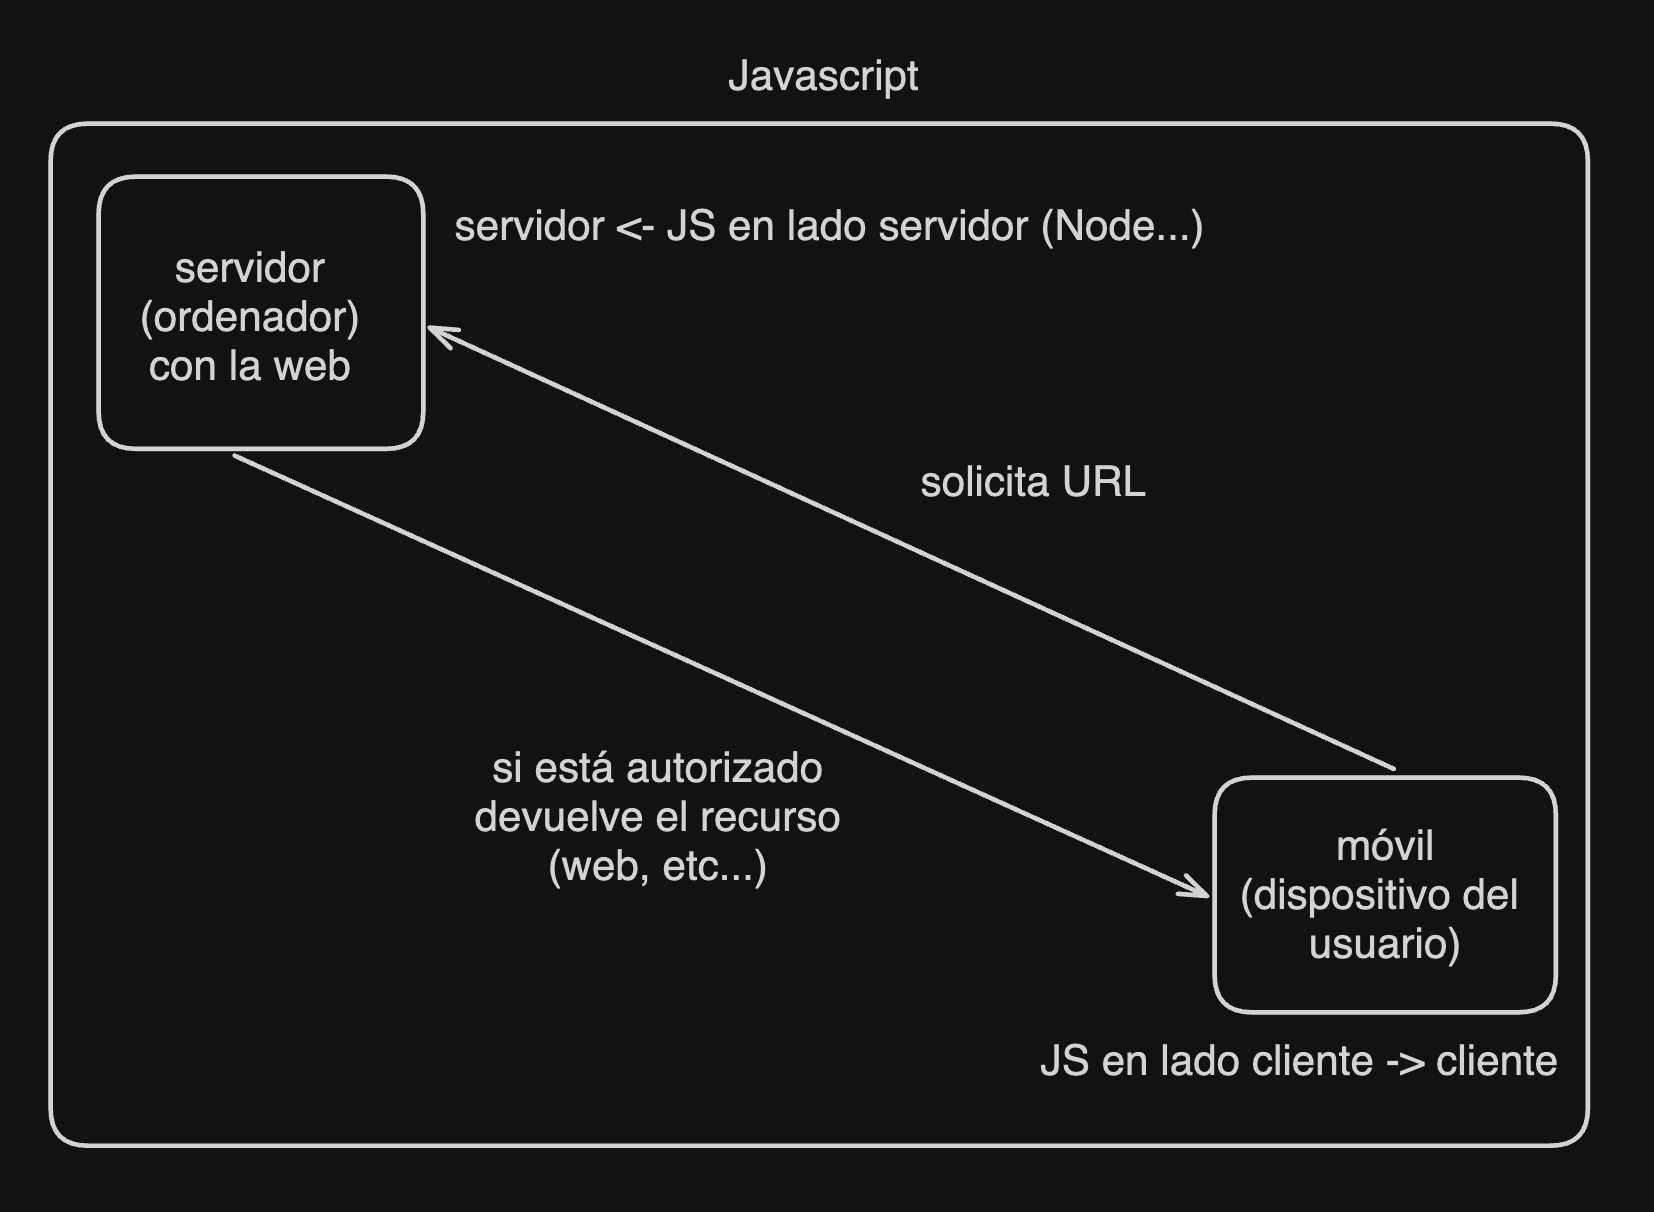 Javascript
servidor <- JS en lado servidor (Node...)
servidor
(ordenador)
con la web
solicita URL
si está autorizado
devuelve el recurso
(web, etc...)
móvil
(dispositivo del
usuario)
JS en lado cliente -> cliente